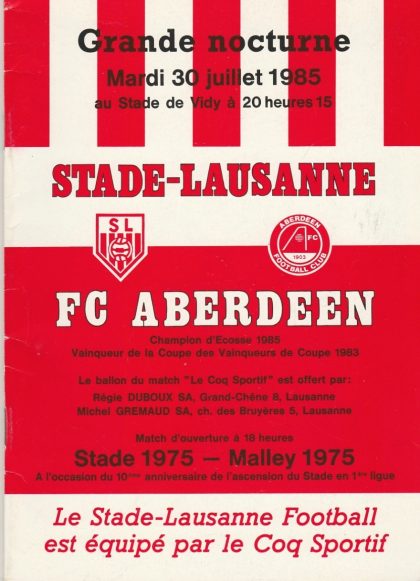 Grande nocturne
Mardi 30 juillet 1985
au Stade de Vidy à 20 heures 15
STADE-LAUSANNE
SL
ABERDEEN
FC
1903
FOOTBALL CLUB
FC ABERDEEN
Champion d'Ecosse 1985
Vainqueur de la Coupe des Vainqueurs de Coupe 1983
Le ballon du match "Le Coq Sportif" est offert par:
Régie DUBOUX SA, Grand-Chêne 8, Lausanne
Michel GREMAUD SA, ch. des Bruyères 5, Lausanne
Match d'ouverture à 18 heures
Stade 1975 — Malley 1975
A l'occasion du 10ème anniversaire de l'ascension du Stade en 1ère ligue
Le Stade-Lausanne Football
est équipé par le Coq Sportif